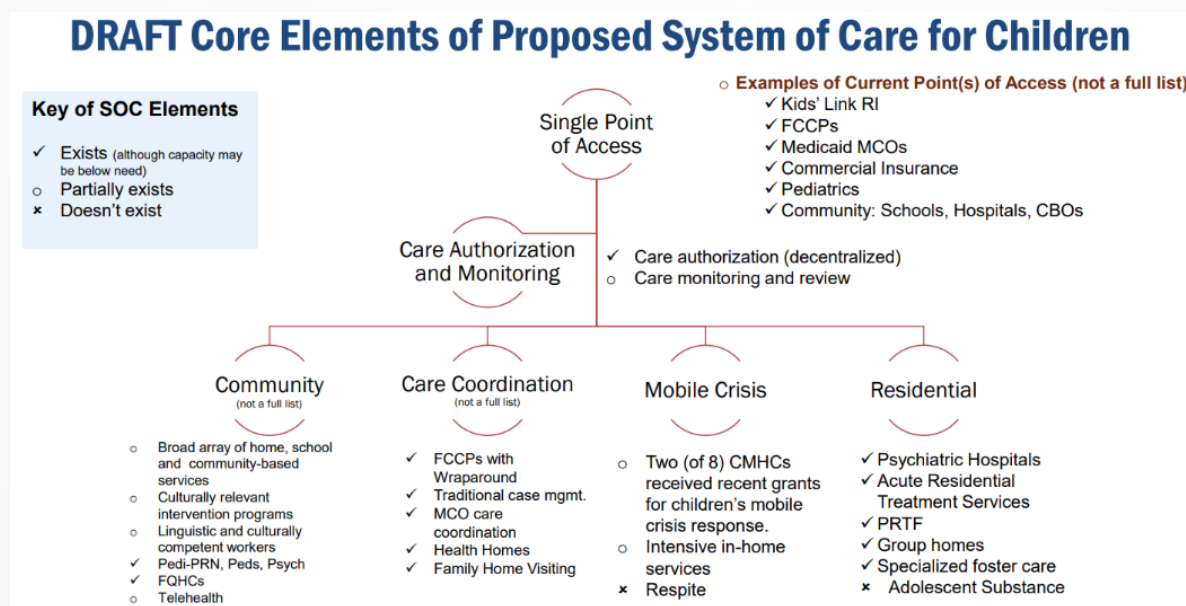 DRAFT Core Elements of Proposed System of Care for Children
Key of SOC Elements
✓ Exists (although capacity may
be below need)
o Partially exists
× Doesn't exist
Single Point
of Access
o Examples of Current Point(s) of Access (not a full list)
✓ Kids' Link RI
✓ FCCPs
✓ Medicaid MCOs
✓ Commercial Insurance
✓ Pediatrics
✓ Community: Schools, Hospitals, CBOs
Care Authorization
and Monitoring
✓ Care authorization (decentralized)
o Care monitoring and review
Community
(not a full list)
o Broad array of home, school
and community-based
services
o Culturally relevant
intervention programs
o Linguistic and culturally
competent workers
✓ Pedi-PRN, Peds, Psych
✓ FQHCs
o Telehealth
Care Coordination
(not a full list)
✓ FCCPs with
Wraparound
✓ Traditional case mgmt.
✓ MCO care
coordination
✓ Health Homes
✓ Family Home Visiting
Mobile Crisis
o Two (of 8) CMHCs
received recent grants
for children's mobile
crisis response.
o Intensive in-home
services
× Respite
Residential
✓ Psychiatric Hospitals
✓ Acute Residential
Treatment Services
✓ PRTF
✓ Group homes
✓ Specialized foster care
× Adolescent Substance